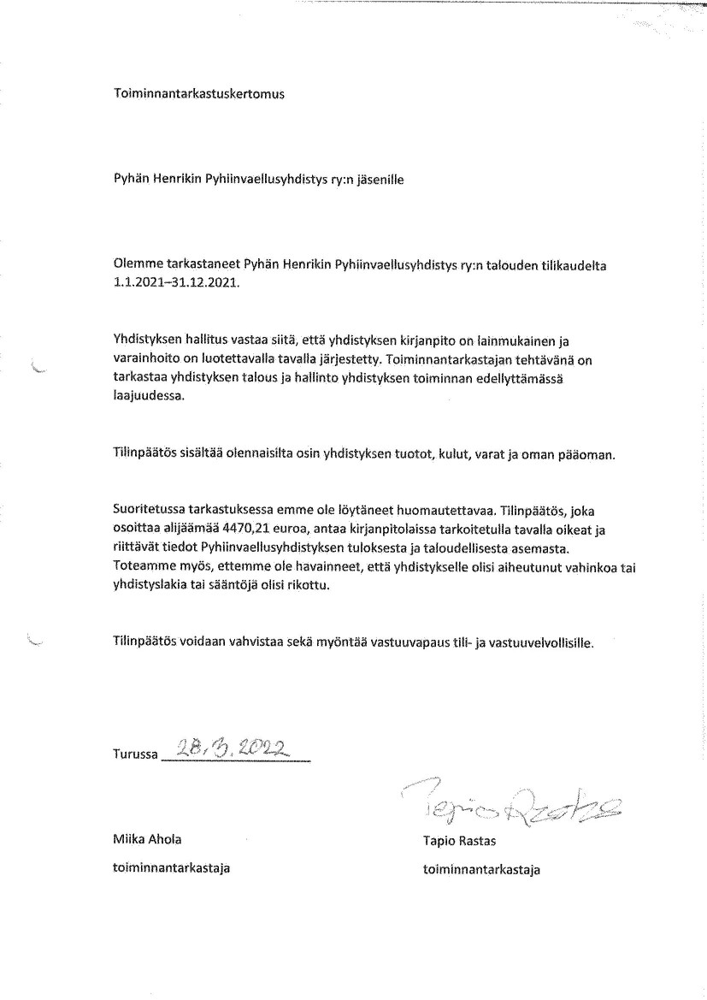 Toiminnantarkastuskertomus
Pyhän Henrikin Pyhiinvaellusyhdistys ry:n jäsenille
Olemme tarkastaneet Pyhän Henrikin Pyhiinvaellusyhdistys ry:n talouden tilikaudelta
1.1.2021–31.12.2021.
Yhdistyksen hallitus vastaa siitä, että yhdistyksen kirjanpito on lainmukainen ja
varainhoito on luotettavalla tavalla järjestetty. Toiminnantarkastajan tehtävänä on
tarkastaa yhdistyksen talous ja hallinto yhdistyksen toiminnan edellyttämässä
laajuudessa.
Tilinpäätös sisältää olennaisilta osin yhdistyksen tuotot, kulut, varat ja oman pääoman.
Suoritetussa tarkastuksessa emme ole löytäneet huomautettavaa. Tilinpäätös, joka
osoittaa alijäämää 4470,21 euroa, antaa kirjanpitolaissa tarkoitetulla tavalla oikeat ja
riittävät tiedot Pyhiinvaellusyhdistyksen tuloksesta ja taloudellisesta asemasta.
Toteamme myös, ettemme ole havainneet, että yhdistykselle olisi aiheutunut vahinkoa tai
yhdistyslakia tai sääntöjä olisi rikottu.
Tilinpäätös voidaan vahvistaa sekä myöntää vastuuvapaus tili- ja vastuuvelvollisille.
Turussa 28.3.2022
Tapio Rastas
Miika Ahola Tapio Rastas
toiminnantarkastaja toiminnantarkastaja